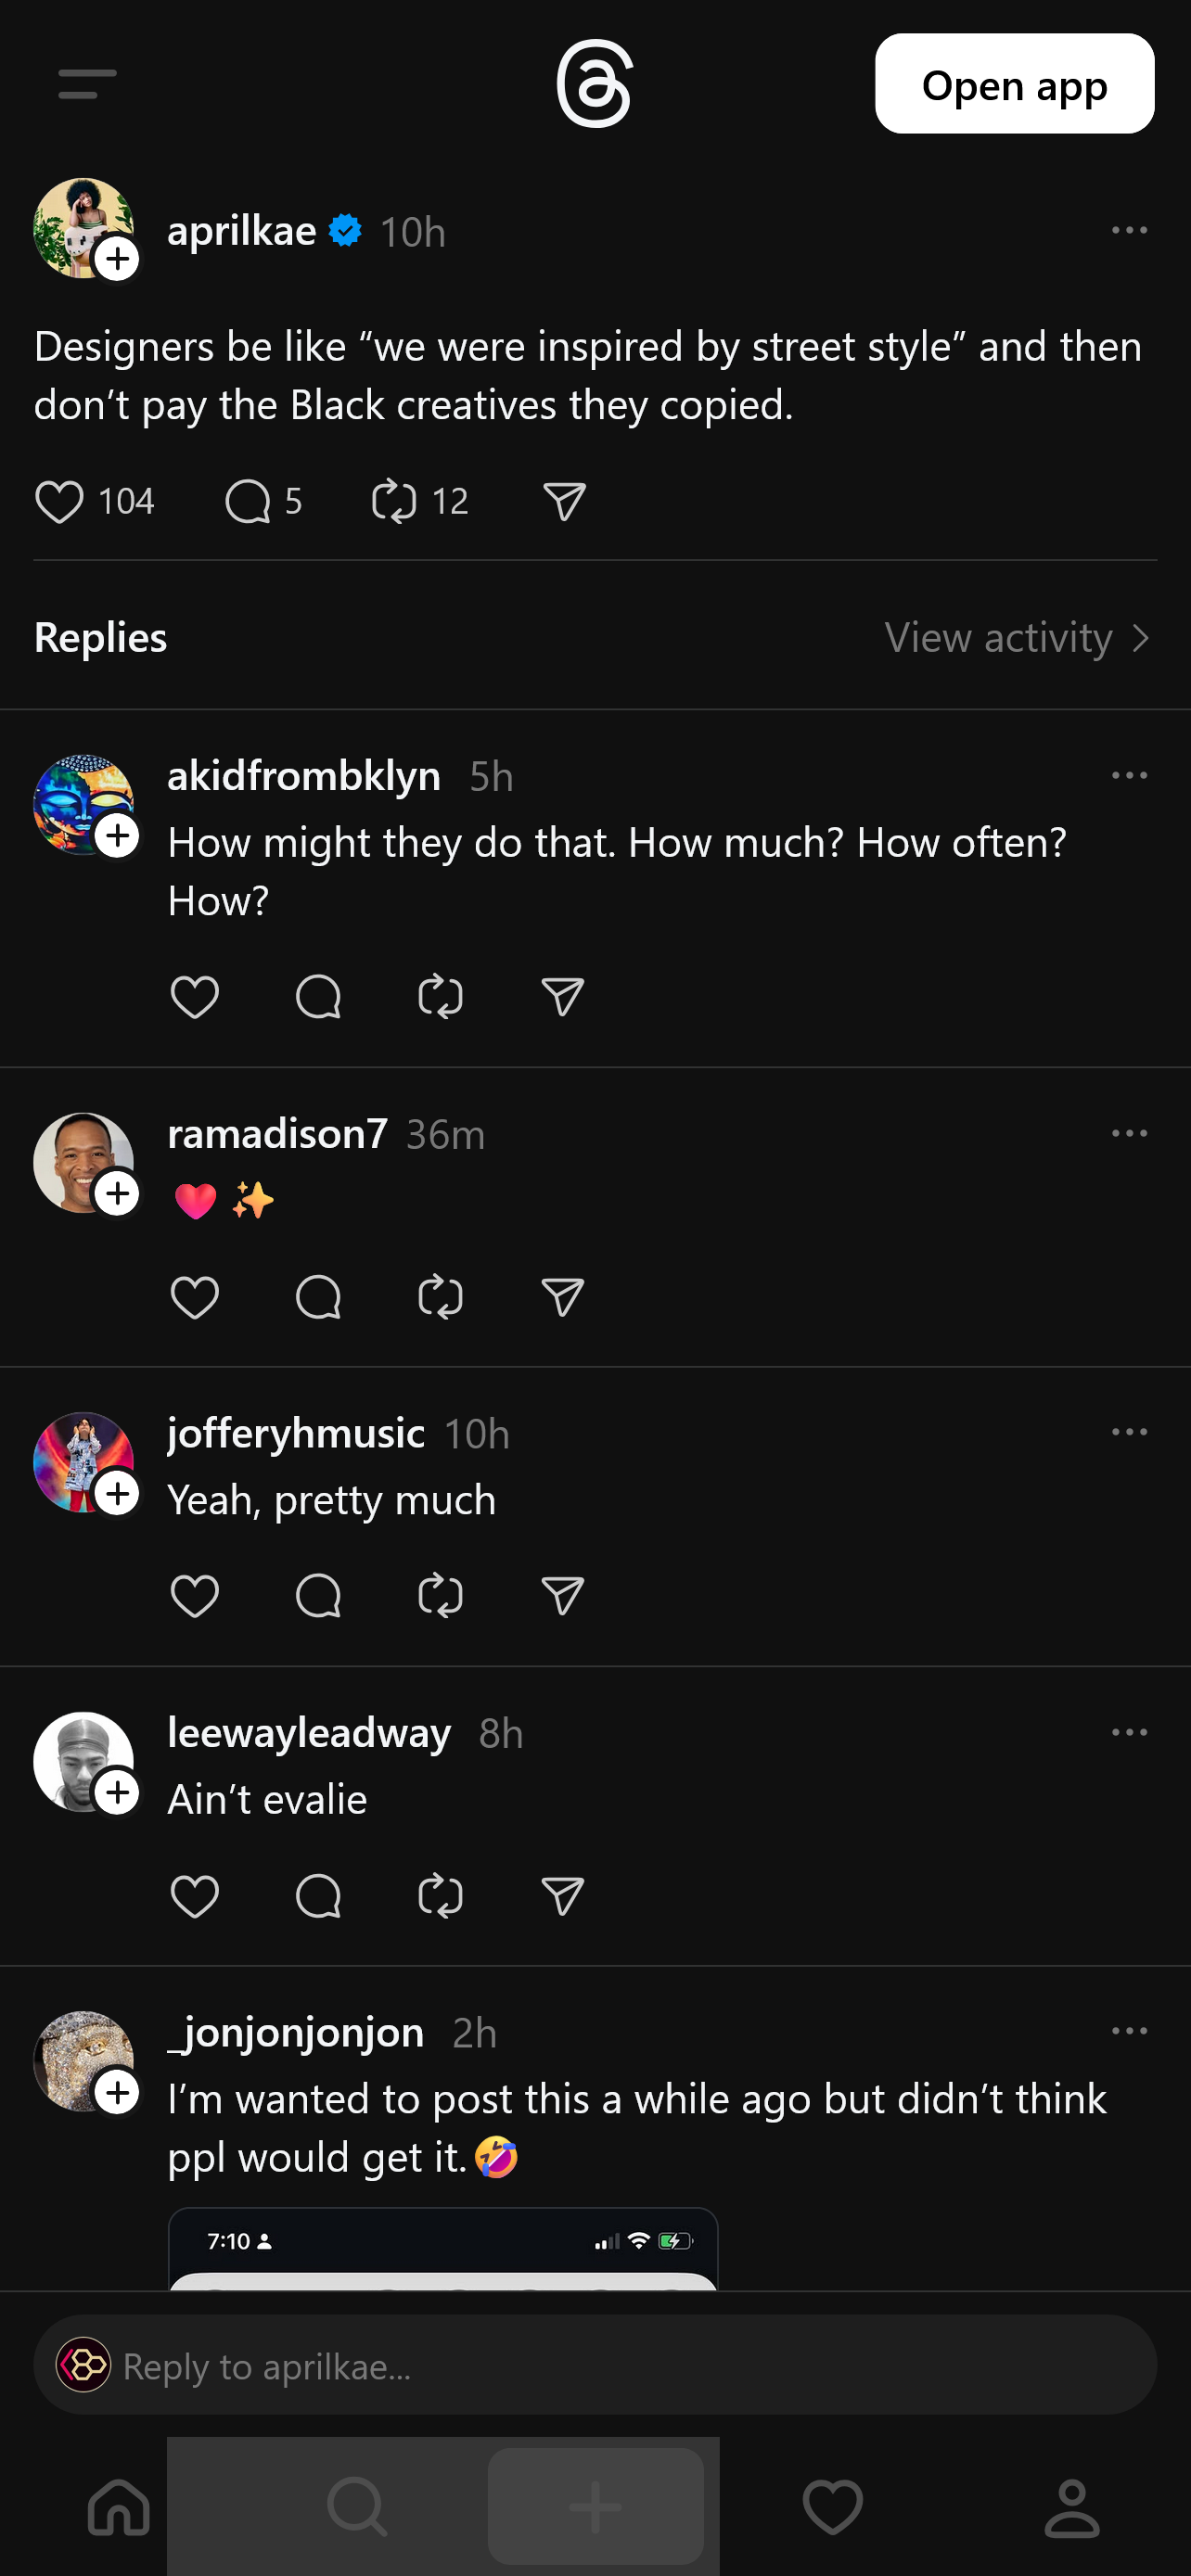 Open app
aprilkae 10h
Designers be like “we were inspired by street style” and then
don’t pay the Black creatives they copied.
104 5 12
Replies View activity
akidfrombklyn 5h
How might they do that. How much? How often?
How?
ramadison7 36m
❤️ ✨
jofferyhmusic 10h
Yeah, pretty much
leewayleadway 8h
Ain’t evalie
_jonjonjonjon 2h
I’m wanted to post this a while ago but didn’t think
ppl would get it.🤣
7:10
Reply to aprilkae...